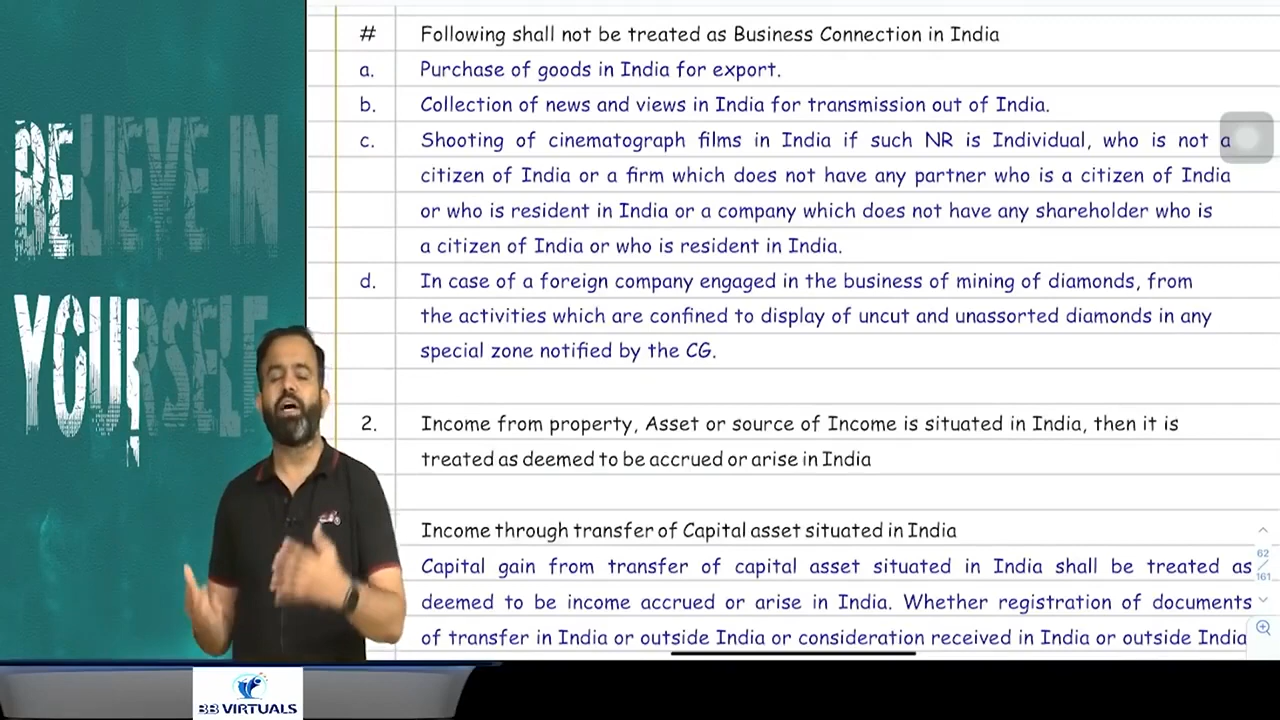 BELIEVE IN
YOURSELF
# Following shall not be treated as Business Connection in India
a. Purchase of goods in India for export.
b. Collection of news and views in India for transmission out of India.
c. Shooting of cinematograph films in India if such NR is Individual, who is not a
citizen of India or a firm which does not have any partner who is a citizen of India
or who is resident in India or a company which does not have any shareholder who is
a citizen of India or who is resident in India.
d. In case of a foreign company engaged in the business of mining of diamonds, from
the activities which are confined to display of uncut and unassorted diamonds in any
special zone notified by the CG.
2. Income from property, Asset or source of Income is situated in India, then it is
treated as deemed to be accrued or arise in India
Income through transfer of Capital asset situated in India
Capital gain from transfer of capital asset situated in India shall be treated as
deemed to be income accrued or arise in India. Whether registration of documents
of transfer in India or outside India or consideration received in India or outside India
62
/
161
BB VIRTUALS